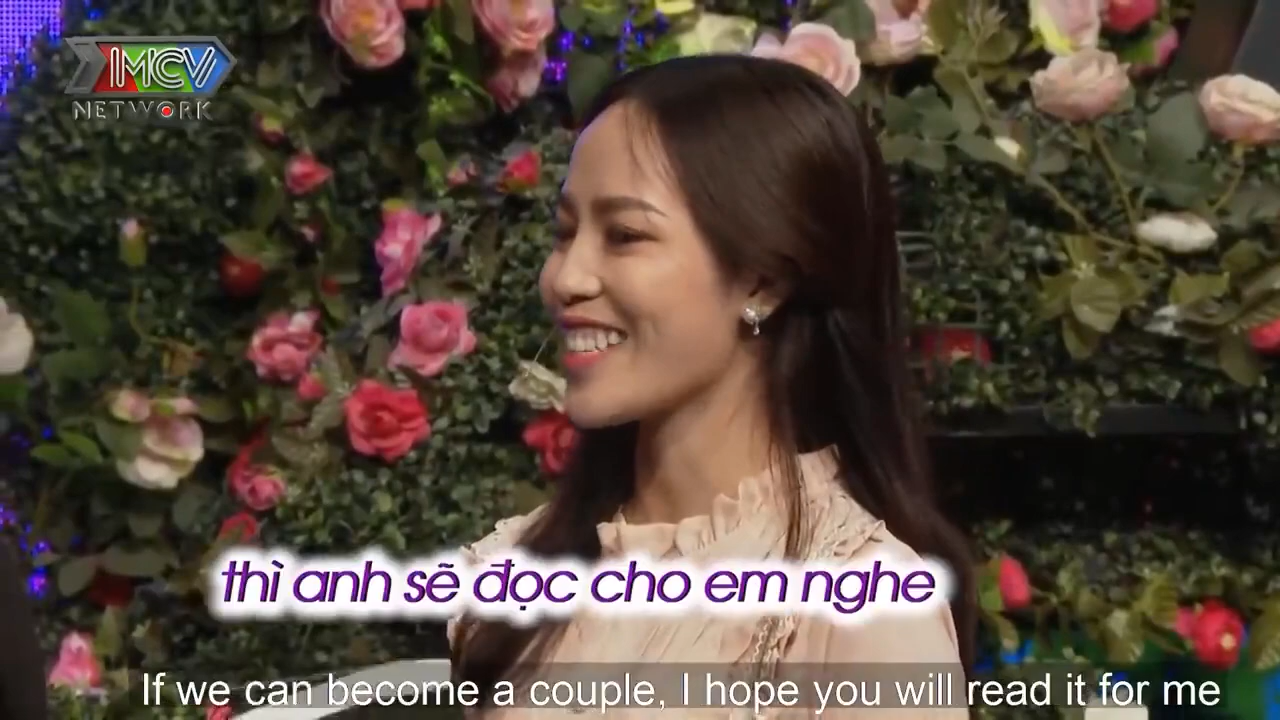 MCV
NETWORK
thì anh sẽ đọc cho em nghe
If we can become a couple, I hope you will read it for me